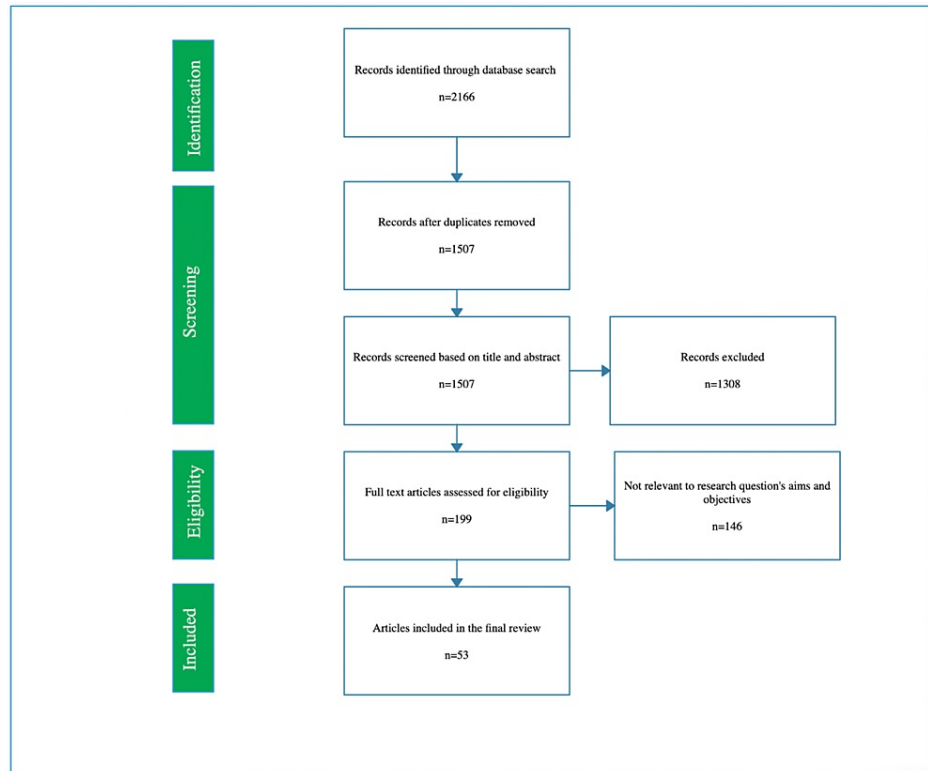 Identification
Records identified through database search
n=2166
Screening
Records after duplicates removed
n=1507
Records screened based on title and abstract
n=1507
Records excluded
n=1308
Eligibility
Full text articles assessed for eligibility
n=199
Not relevant to research question's aims and
objectives
n=146
Included
Articles included in the final review
n=53